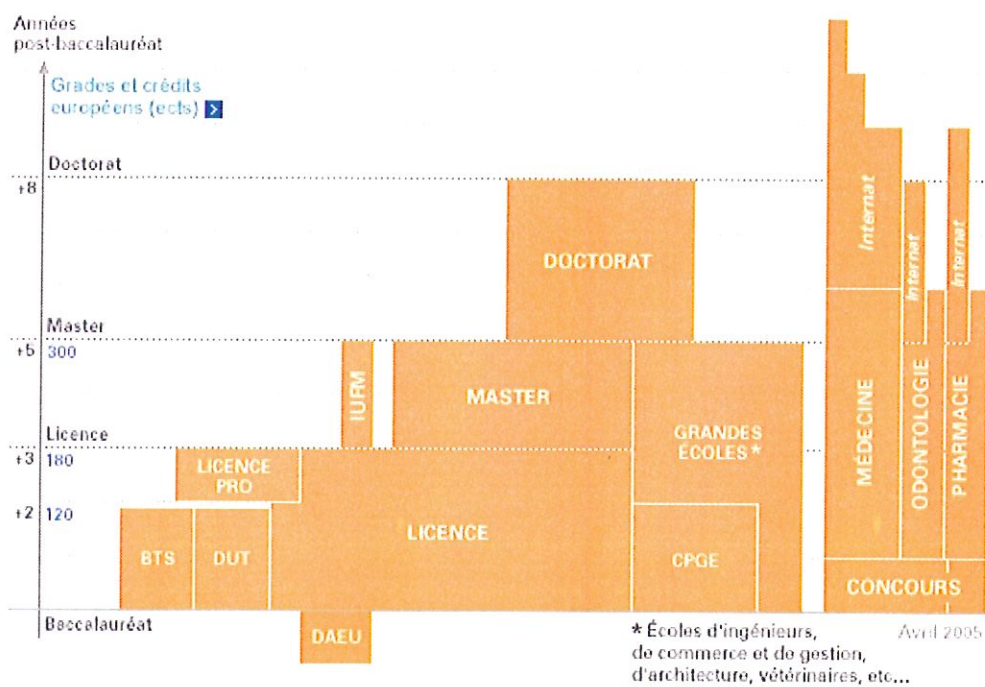 Années
post-baccalauréat
Grades et crédits
européens (ects)
Doctorat
+8
DOCTORAT
Internat
Internat
Internat
Master
+5 300
IUFM
MASTER
GRANDES
ÉCOLES*
MÉDECINE
ODONTOLOGIE
PHARMACIE
Licence
+3 180
LICENCE
PRO
+2 120
LICENCE
BTS
DUT
CPGE
CONCOURS
Baccalauréat
DAEU
* Écoles d'ingénieurs,
de commerce et de gestion,
d'architecture, vétérinaires, etc...
Avril 2005